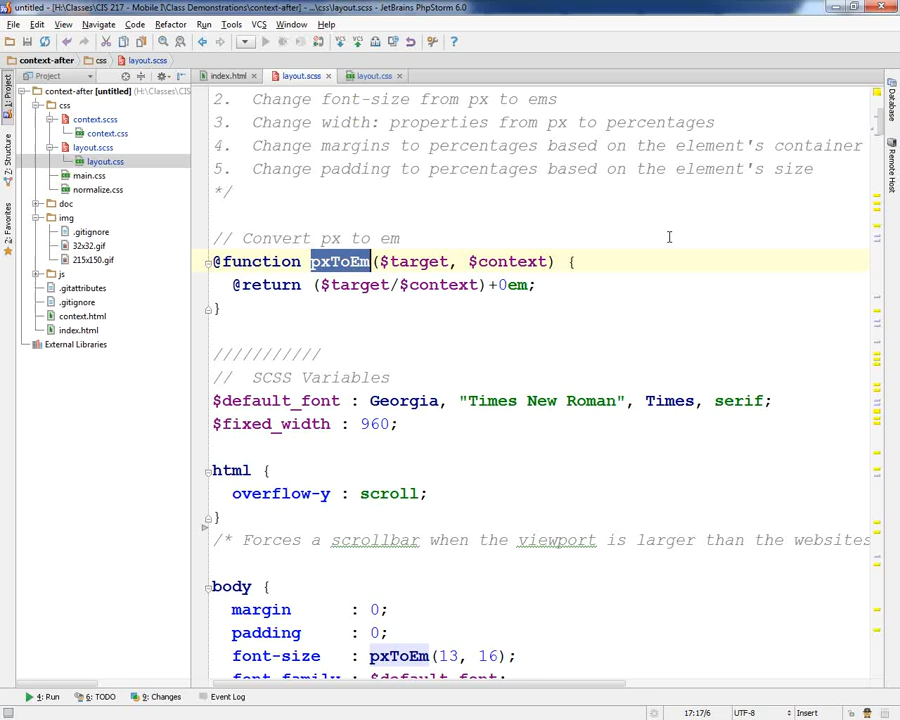 untitled - [H:\Classes\CIS 217 - Mobile I\Class Demonstrations\context-after] - ...\css\layout.scss - JetBrains PhpStorm 6.0
File Edit View Navigate Code Refactor Run Tools VCS Window Help
context-after css layout.scss
Project index.html layout.scss layout.css
1: Project
7: Structure
2: Favorites
Database
Remote Host
context-after [untitled] (H:\Classes\CIS
css
context.scss
context.css
layout.scss
layout.css
main.css
normalize.css
doc
img
.gitignore
32x32.gif
215x150.gif
js
.gitattributes
.gitignore
context.html
index.html
External Libraries
2. Change font-size from px to ems
3. Change width: properties from px to percentages
4. Change margins to percentages based on the element's container
5. Change padding to percentages based on the element's size
*/
// Convert px to em
@function pxToEm($target, $context) {
@return ($target/$context)+0em;
}
///////////
// SCSS Variables
$default_font : Georgia, "Times New Roman", Times, serif;
$fixed_width : 960;
html {
overflow-y : scroll;
}
/* Forces a scrollbar when the viewport is larger than the websites
body {
margin : 0;
padding : 0;
font-size : pxToEm(13, 16);
font-family : $default_font;
4: Run 6: TODO 9: Changes Event Log
17:17/6 UTF-8 Insert